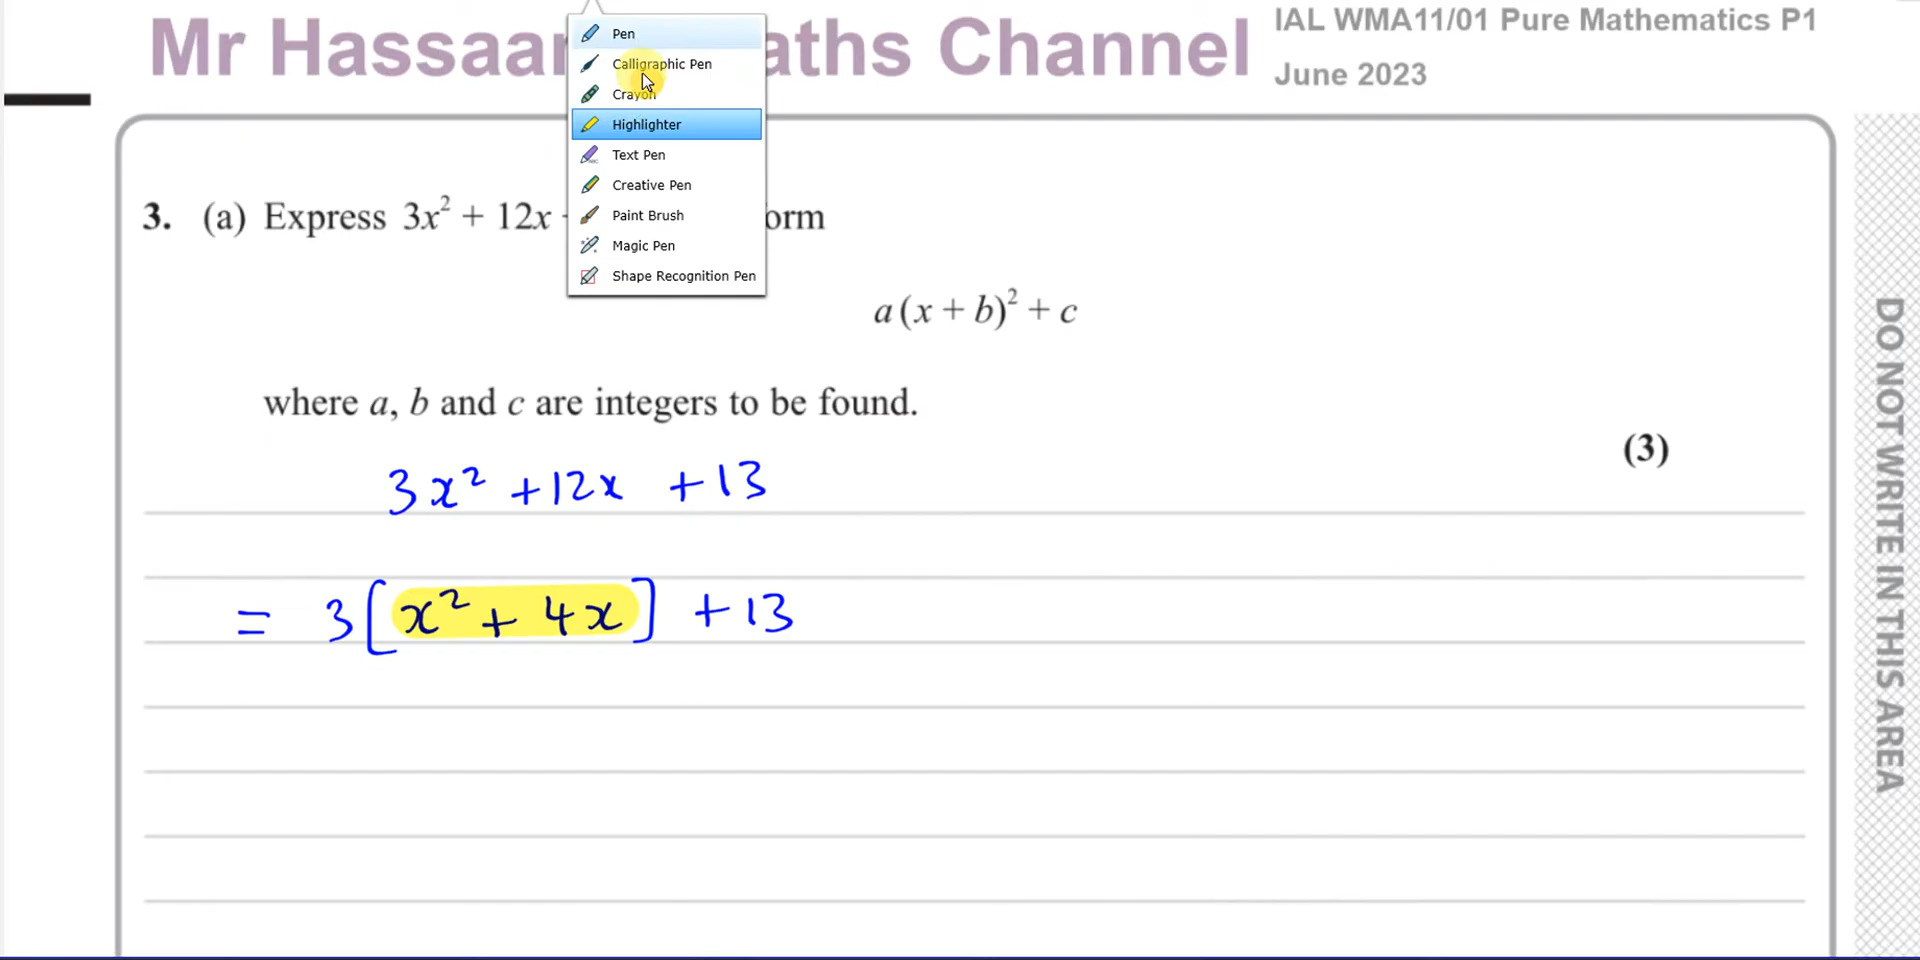 Mr Hassaan Maths Channel
IAL WMA11/01 Pure Mathematics P1
June 2023
Pen
Calligraphic Pen
Crayon
Highlighter
Text Pen
Creative Pen
Paint Brush
Magic Pen
Shape Recognition Pen
3. (a) Express 3x² + 12x orm
a(x + b)² + c
where a, b and c are integers to be found.
(3)
3x² +12x +13
= 3[x² + 4x] +13
DO NOT WRITE IN THIS AREA